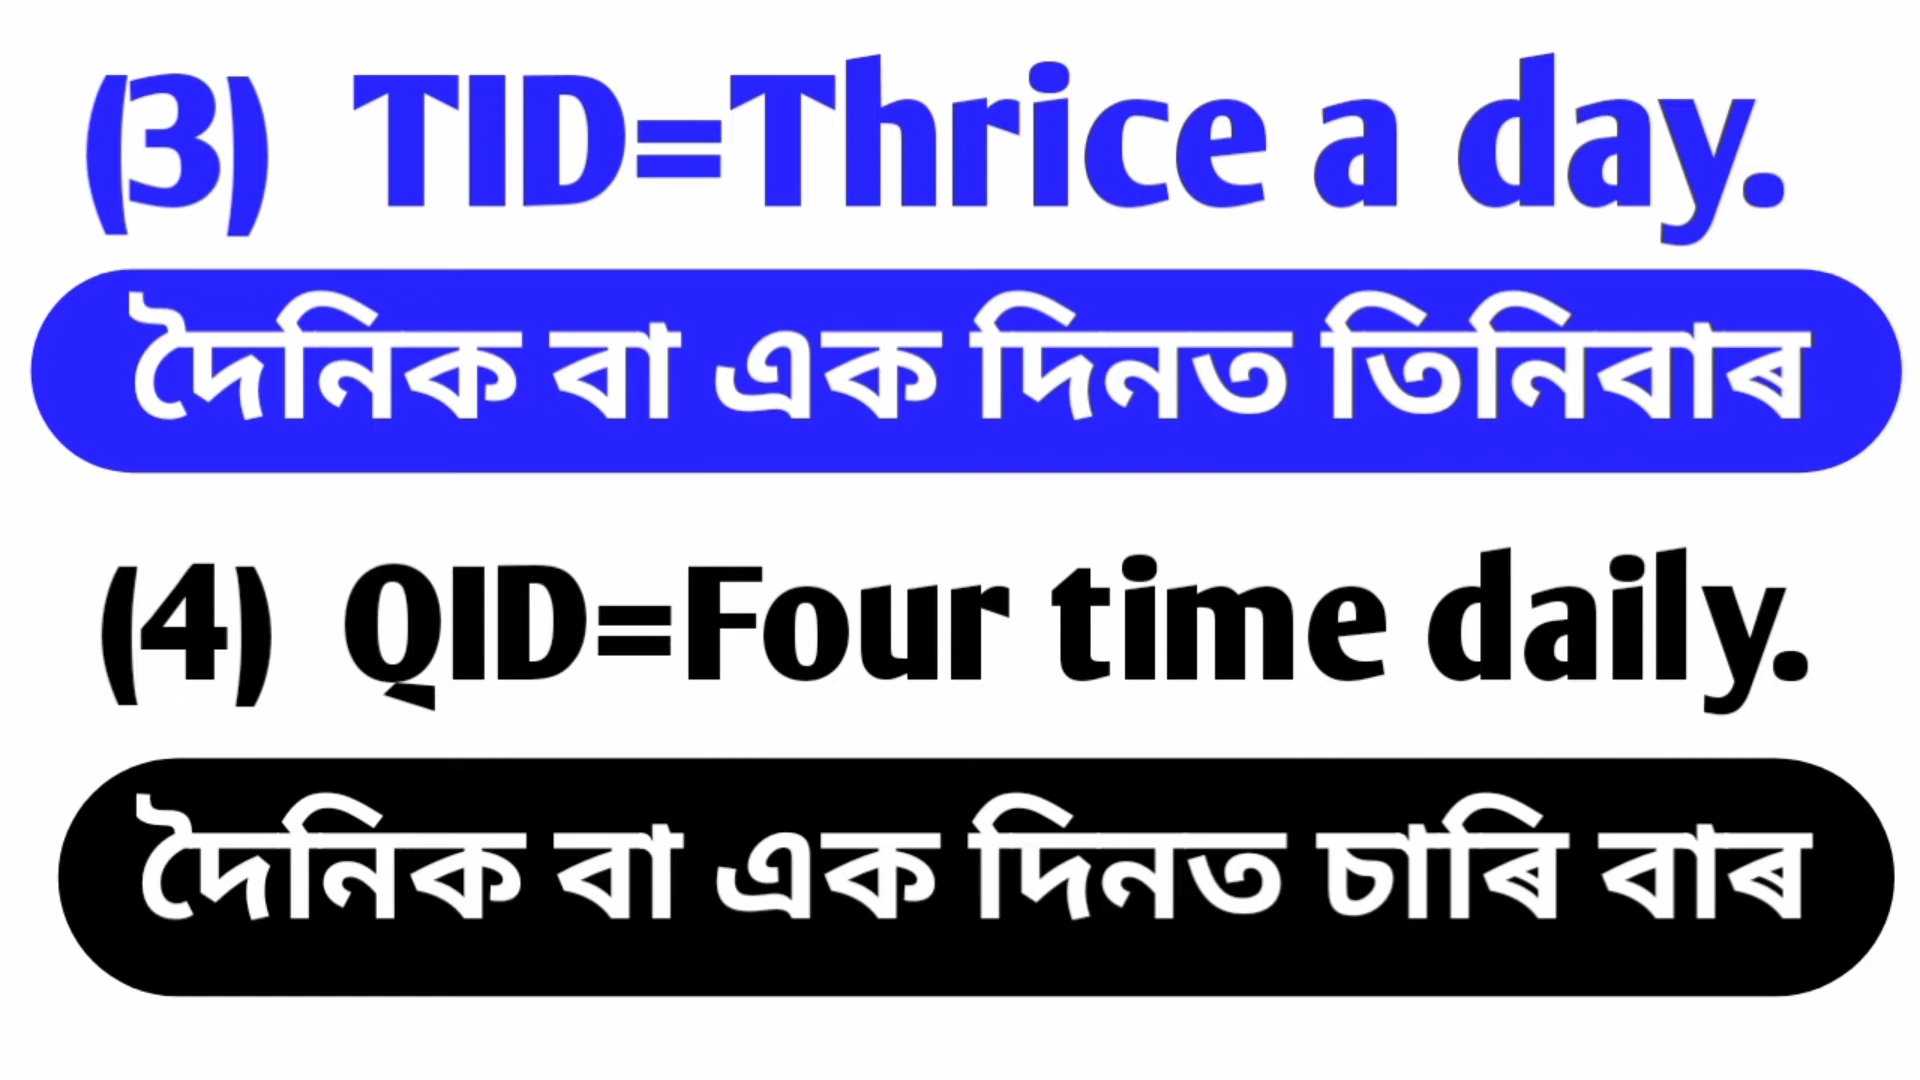 (3) TID=Thrice a day.
দৈনিক বা এক দিনত তিনিবাৰ
(4) QID=Four time daily.
দৈনিক বা এক দিনত চাৰি বাৰ